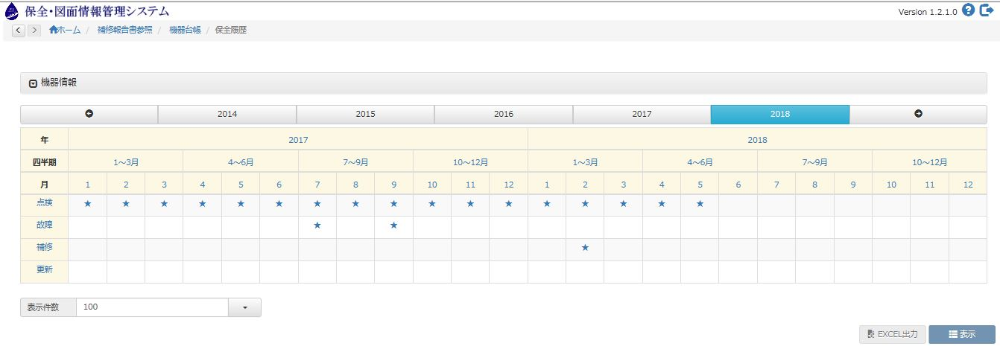 保全・図面情報管理システム
Version 1.2.1.0
< > ホーム / 補修報告書参照 / 機器台帳 / 保全履歴
機器情報
2014 2015 2016 2017 2018
年 2017 2018
四半期 1～3月 4～6月 7～9月 10～12月 1～3月 4～6月 7～9月 10～12月
月 1 2 3 4 5 6 7 8 9 10 11 12 1 2 3 4 5 6 7 8 9 10 11 12
点検 ★ ★ ★ ★ ★ ★ ★ ★ ★ ★ ★ ★ ★ ★ ★ ★ ★
故障 ★ ★
補修 ★
更新
表示件数 100
EXCEL出力 表示